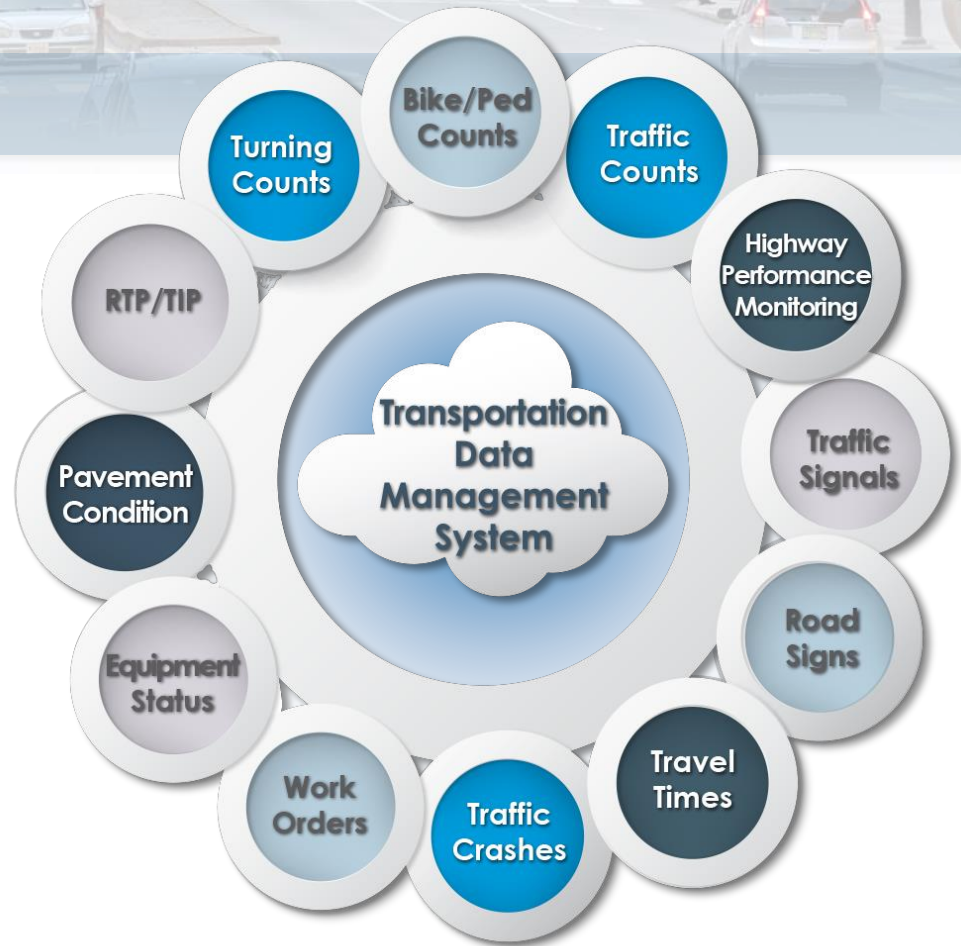 Bike/Ped
Counts
Traffic
Counts
Highway
Performance
Monitoring
Traffic
Signals
Road
Signs
Travel
Times
Traffic
Crashes
Work
Orders
Equipment
Status
Pavement
Condition
RTP/TIP
Turning
Counts
Transportation
Data
Management
System